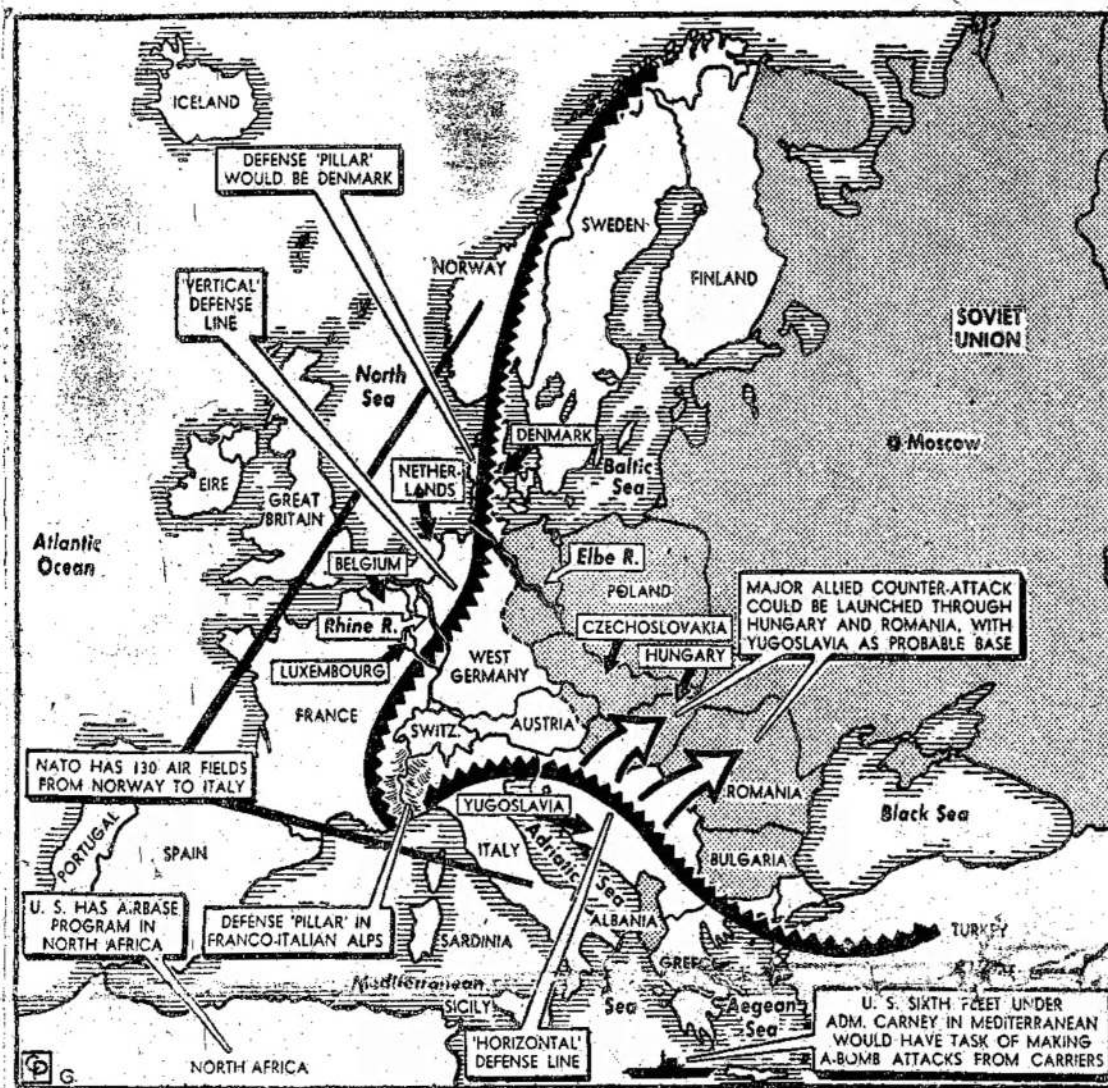 ICELAND
DEFENSE 'PILLAR'
WOULD BE DENMARK
SWEDEN
NORWAY
FINLAND
'VERTICAL'
DEFENSE
LINE
SOVIET
UNION
North
Sea
Moscow
DENMARK
NETHER-
LANDS
Baltic
Sea
EIRE
GREAT
BRITAIN
Atlantic
Ocean
BELGIUM
Elbe R.
POLAND
MAJOR ALLIED COUNTER-ATTACK
COULD BE LAUNCHED THROUGH
HUNGARY AND ROMANIA, WITH
YUGOSLAVIA AS PROBABLE BASE
Rhine R.
CZECHOSLOVAKIA
HUNGARY
LUXEMBOURG
WEST
GERMANY
FRANCE
SWITZ.
AUSTRIA
NATO HAS 130 AIR FIELDS
FROM NORWAY TO ITALY
YUGOSLAVIA
ROMANIA
Black Sea
PORTUGAL
SPAIN
ITALY
Adriatic
Sea
BULGARIA
U. S. HAS AIRBASE
PROGRAM IN
NORTH AFRICA
DEFENSE 'PILLAR' IN
FRANCO-ITALIAN ALPS
SARDINIA
ALBANIA
TURKEY
GREECE
Mediterranean
Sea
SICILY
Aegean
Sea
'HORIZONTAL'
DEFENSE LINE
U. S. SIXTH FLEET UNDER
ADM. CARNEY IN MEDITERRANEAN
WOULD HAVE TASK OF MAKING
A-BOMB ATTACKS FROM CARRIERS
G
NORTH AFRICA